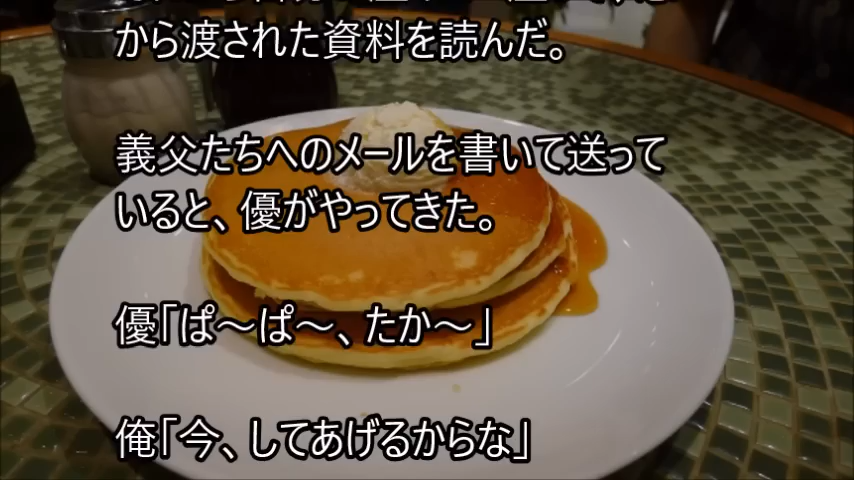 から渡された資料を読んだ。
義父たちへのメールを書いて送って
いると、優がやってきた。
優「ぱ～ぱ～、たか～」
俺「今、してあげるからな」